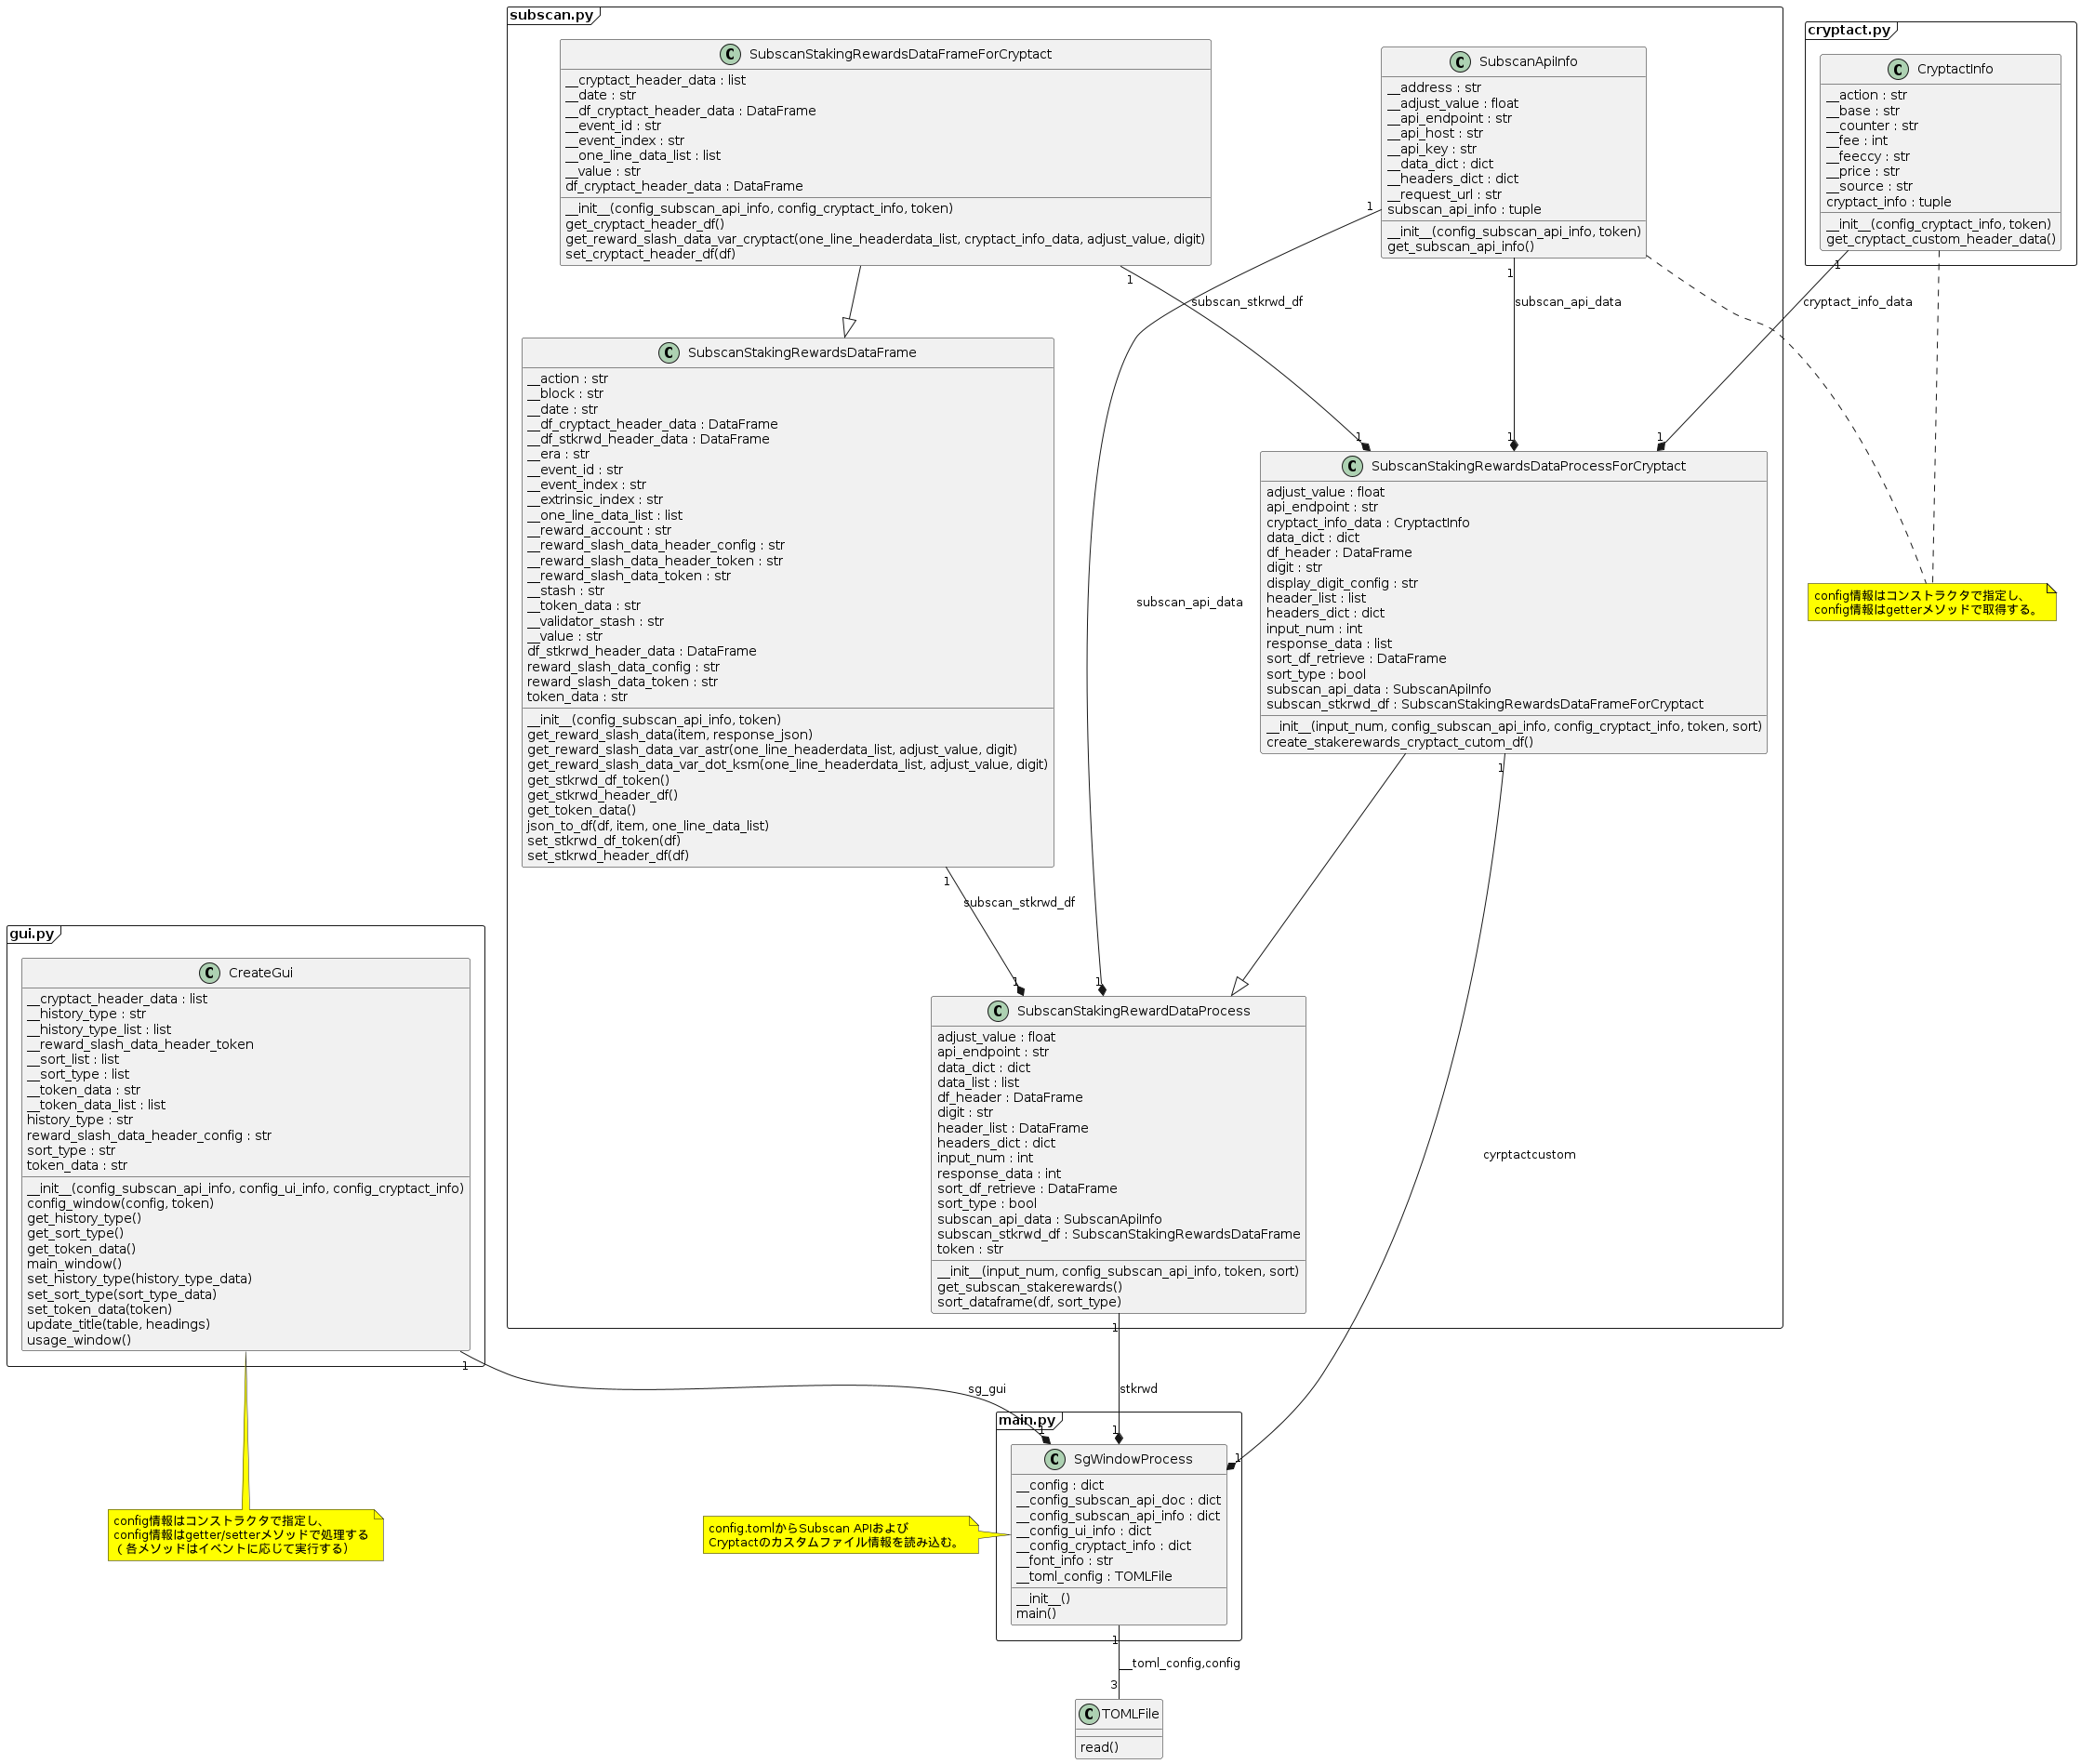 subscan.py
SubscanStakingRewardsDataFrameForCryptact
__cryptact_header_data : list
__date : str
__df_cryptact_header_data : DataFrame
__event_id : str
__event_index : str
__one_line_data_list : list
__value : str
df_cryptact_header_data : DataFrame
__init__(config_subscan_api_info, config_cryptact_info, token)
get_cryptact_header_df()
get_reward_slash_data_var_cryptact(one_line_headerdata_list, cryptact_info_data, adjust_value, digit)
set_cryptact_header_df(df)
SubscanApiInfo
__address : str
__adjust_value : float
__api_endpoint : str
__api_host : str
__api_key : str
__data_dict : dict
__headers_dict : dict
__request_url : str
subscan_api_info : tuple
__init__(config_subscan_api_info, token)
get_subscan_api_info()
cryptact.py
CryptactInfo
__action : str
__base : str
__counter : str
__fee : int
__feeccy : str
__price : str
__source : str
cryptact_info : tuple
__init__(config_cryptact_info, token)
get_cryptact_custom_header_data()
1
1
1
1
subscan_stkrwd_df
subscan_api_data
cryptact_info_data
SubscanStakingRewardsDataFrame
__action : str
__block : str
__date : str
__df_cryptact_header_data : DataFrame
__df_stkrwd_header_data : DataFrame
__era : str
__event_id : str
__event_index : str
__extrinsic_index : str
__one_line_data_list : list
__reward_account : str
__reward_slash_data_header_config : str
__reward_slash_data_header_token : str
__reward_slash_data_token : str
__stash : str
__token_data : str
__validator_stash : str
__value : str
df_stkrwd_header_data : DataFrame
reward_slash_data_config : str
reward_slash_data_token : str
token_data : str
__init__(config_subscan_api_info, token)
get_reward_slash_data(item, response_json)
get_reward_slash_data_var_astr(one_line_headerdata_list, adjust_value, digit)
get_reward_slash_data_var_dot_ksm(one_line_headerdata_list, adjust_value, digit)
get_stkrwd_df_token()
get_stkrwd_header_df()
get_token_data()
json_to_df(df, item, one_line_data_list)
set_stkrwd_df_token(df)
set_stkrwd_header_df(df)
1
1
1
SubscanStakingRewardsDataProcessForCryptact
adjust_value : float
api_endpoint : str
cryptact_info_data : CryptactInfo
data_dict : dict
df_header : DataFrame
digit : str
display_digit_config : str
header_list : list
headers_dict : dict
input_num : int
response_data : list
sort_df_retrieve : DataFrame
sort_type : bool
subscan_api_data : SubscanApiInfo
subscan_stkrwd_df : SubscanStakingRewardsDataFrameForCryptact
__init__(input_num, config_subscan_api_info, config_cryptact_info, token, sort)
create_stakerewards_cryptact_cutom_df()
config情報はコンストラクタで指定し、
config情報はgetterメソッドで取得する。
subscan_api_data
1
1
subscan_stkrwd_df
gui.py
CreateGui
__cryptact_header_data : list
__history_type : str
__history_type_list : list
__reward_slash_data_header_token
__sort_list : list
__sort_type : list
__token_data : str
__token_data_list : list
history_type : str
reward_slash_data_header_config : str
sort_type : str
token_data : str
__init__(config_subscan_api_info, config_ui_info, config_cryptact_info)
config_window(config, token)
get_history_type()
get_sort_type()
get_token_data()
main_window()
set_history_type(history_type_data)
set_sort_type(sort_type_data)
set_token_data(token)
update_title(table, headings)
usage_window()
1
1
SubscanStakingRewardDataProcess
adjust_value : float
api_endpoint : str
data_dict : dict
data_list : list
df_header : DataFrame
digit : str
header_list : DataFrame
headers_dict : dict
input_num : int
response_data : int
sort_df_retrieve : DataFrame
sort_type : bool
subscan_api_data : SubscanApiInfo
subscan_stkrwd_df : SubscanStakingRewardsDataFrame
token : str
__init__(input_num, config_subscan_api_info, token, sort)
get_subscan_stakerewards()
sort_dataframe(df, sort_type)
cyrptactcustom
1
1
sg_gui
stkrwd
main.py
1
1
1
SgWindowProcess
__config : dict
__config_subscan_api_doc : dict
__config_subscan_api_info : dict
__config_ui_info : dict
__config_cryptact_info : dict
__font_info : str
__toml_config : TOMLFile
__init__()
main()
config情報はコンストラクタで指定し、
config情報はgetter/setterメソッドで処理する
（各メソッドはイベントに応じて実行する）
config.tomlからSubscan APIおよび
Cryptactのカスタムファイル情報を読み込む。
1
__toml_config,config
3
TOMLFile
read()